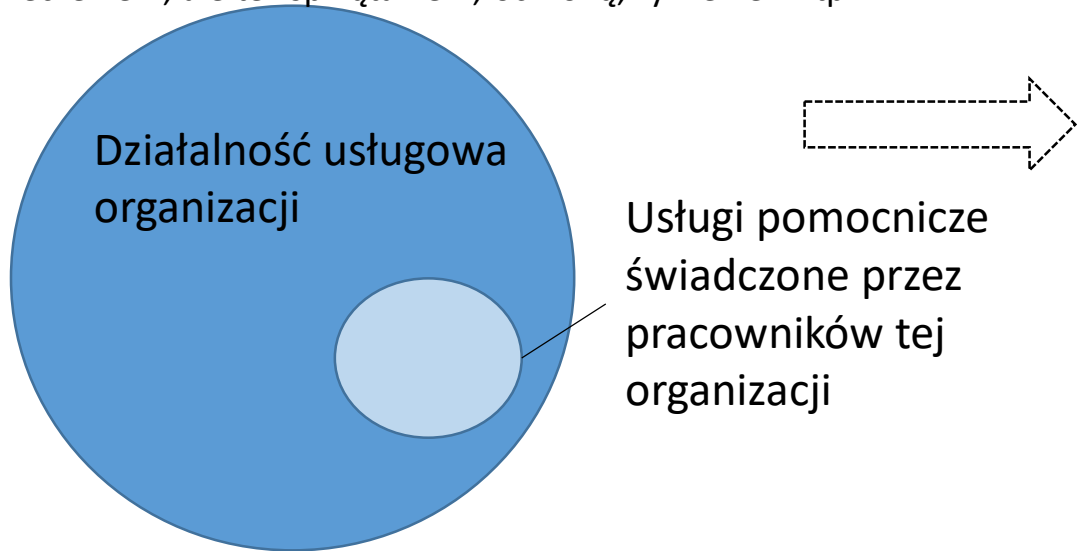 Działalność usługowa
organizacji
Usługi pomocnicze
świadczone przez
pracowników tej
organizacji